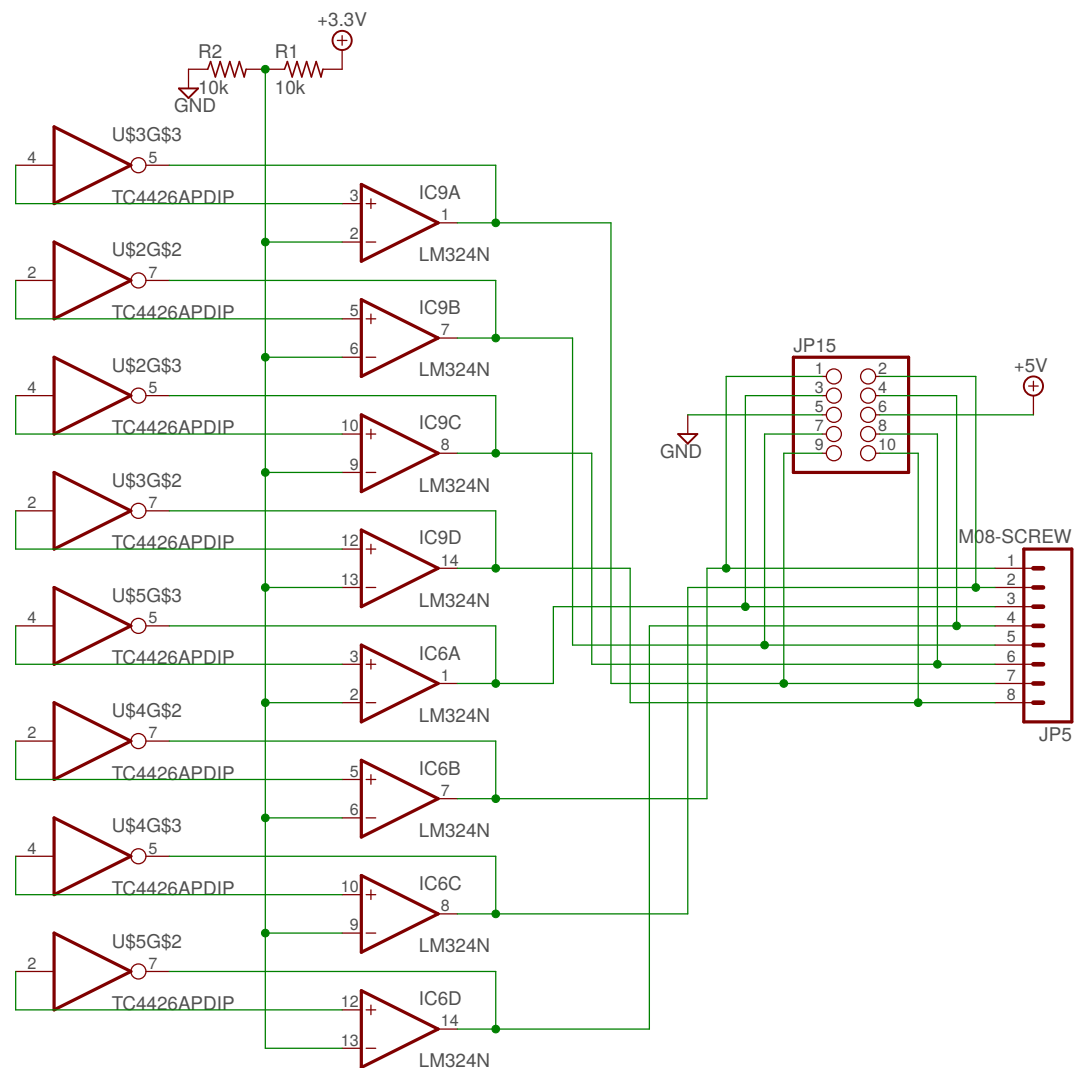 +3.3V
R2 R1
10k 10k
GND
U$3G$3
4 5
TC4426APDIP
IC9A
3 + 1
2 -
LM324N
U$2G$2
2 7
TC4426APDIP
IC9B
5 + 7
6 -
LM324N
U$2G$3
4 5
TC4426APDIP
IC9C
10 + 8
9 -
LM324N
U$3G$2
2 7
TC4426APDIP
IC9D
12 + 14
13 -
LM324N
U$5G$3
4 5
TC4426APDIP
IC6A
3 + 1
2 -
LM324N
U$4G$2
2 7
TC4426APDIP
IC6B
5 + 7
6 -
LM324N
U$4G$3
4 5
TC4426APDIP
IC6C
10 + 8
9 -
LM324N
U$5G$2
2 7
TC4426APDIP
IC6D
12 + 14
13 -
LM324N
JP15
1 2
3 4
5 6
7 8
9 10
GND
+5V
M08-SCREW
1
2
3
4
5
6
7
8
JP5